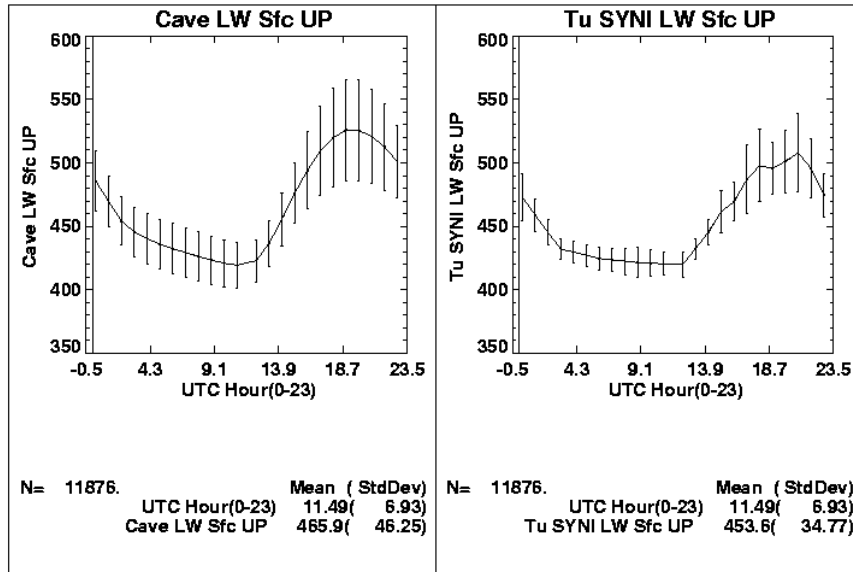 Cave LW Sfc UP
600
550
500
450
400
350
Cave LW Sfc UP
-0.5 4.3 9.1 13.9 18.7 23.5
UTC Hour(0-23)
N= 11876. Mean ( StdDev)
UTC Hour(0-23) 11.49( 6.93)
Cave LW Sfc UP 465.9( 46.25)
Tu SYNI LW Sfc UP
600
550
500
450
400
350
Tu SYNI LW Sfc UP
-0.5 4.3 9.1 13.9 18.7 23.5
UTC Hour(0-23)
N= 11876. Mean ( StdDev)
UTC Hour(0-23) 11.49( 6.93)
Tu SYNI LW Sfc UP 453.6( 34.77)